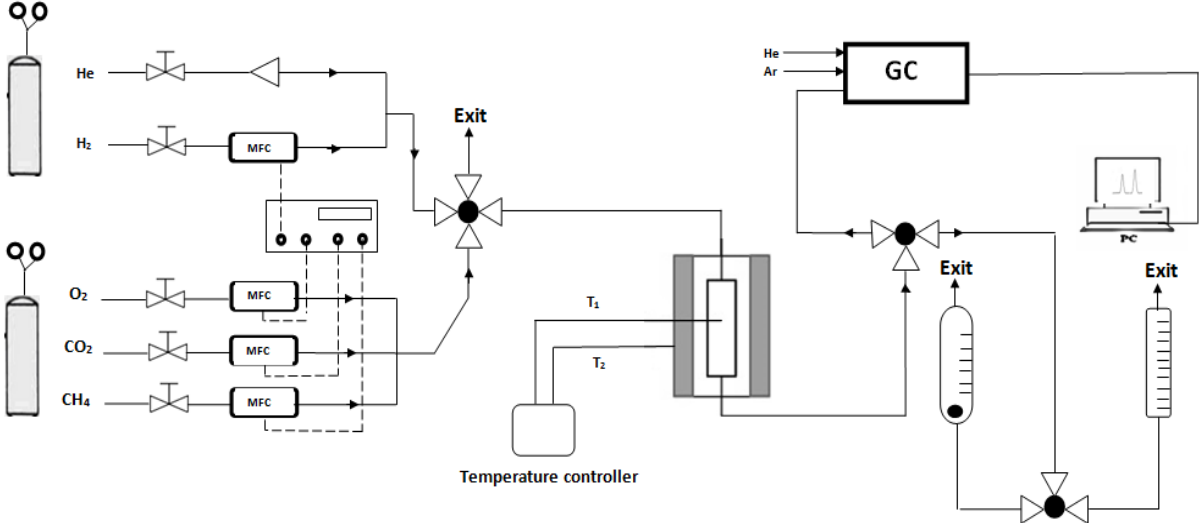 He
H₂
MFC
Exit
O₂
MFC
CO₂
MFC
CH₄
MFC
T₁
T₂
Temperature controller
He
Ar
GC
PC
Exit
Exit